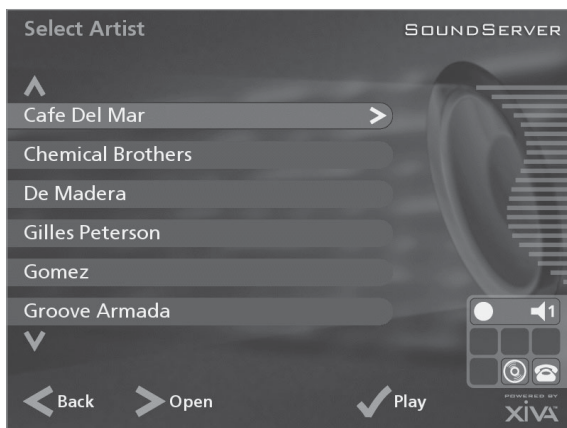 Select Artist
SOUNDSERVER
Cafe Del Mar
Chemical Brothers
De Madera
Gilles Peterson
Gomez
Groove Armada
1
Back
Open
Play
POWERED BY
XiVA™